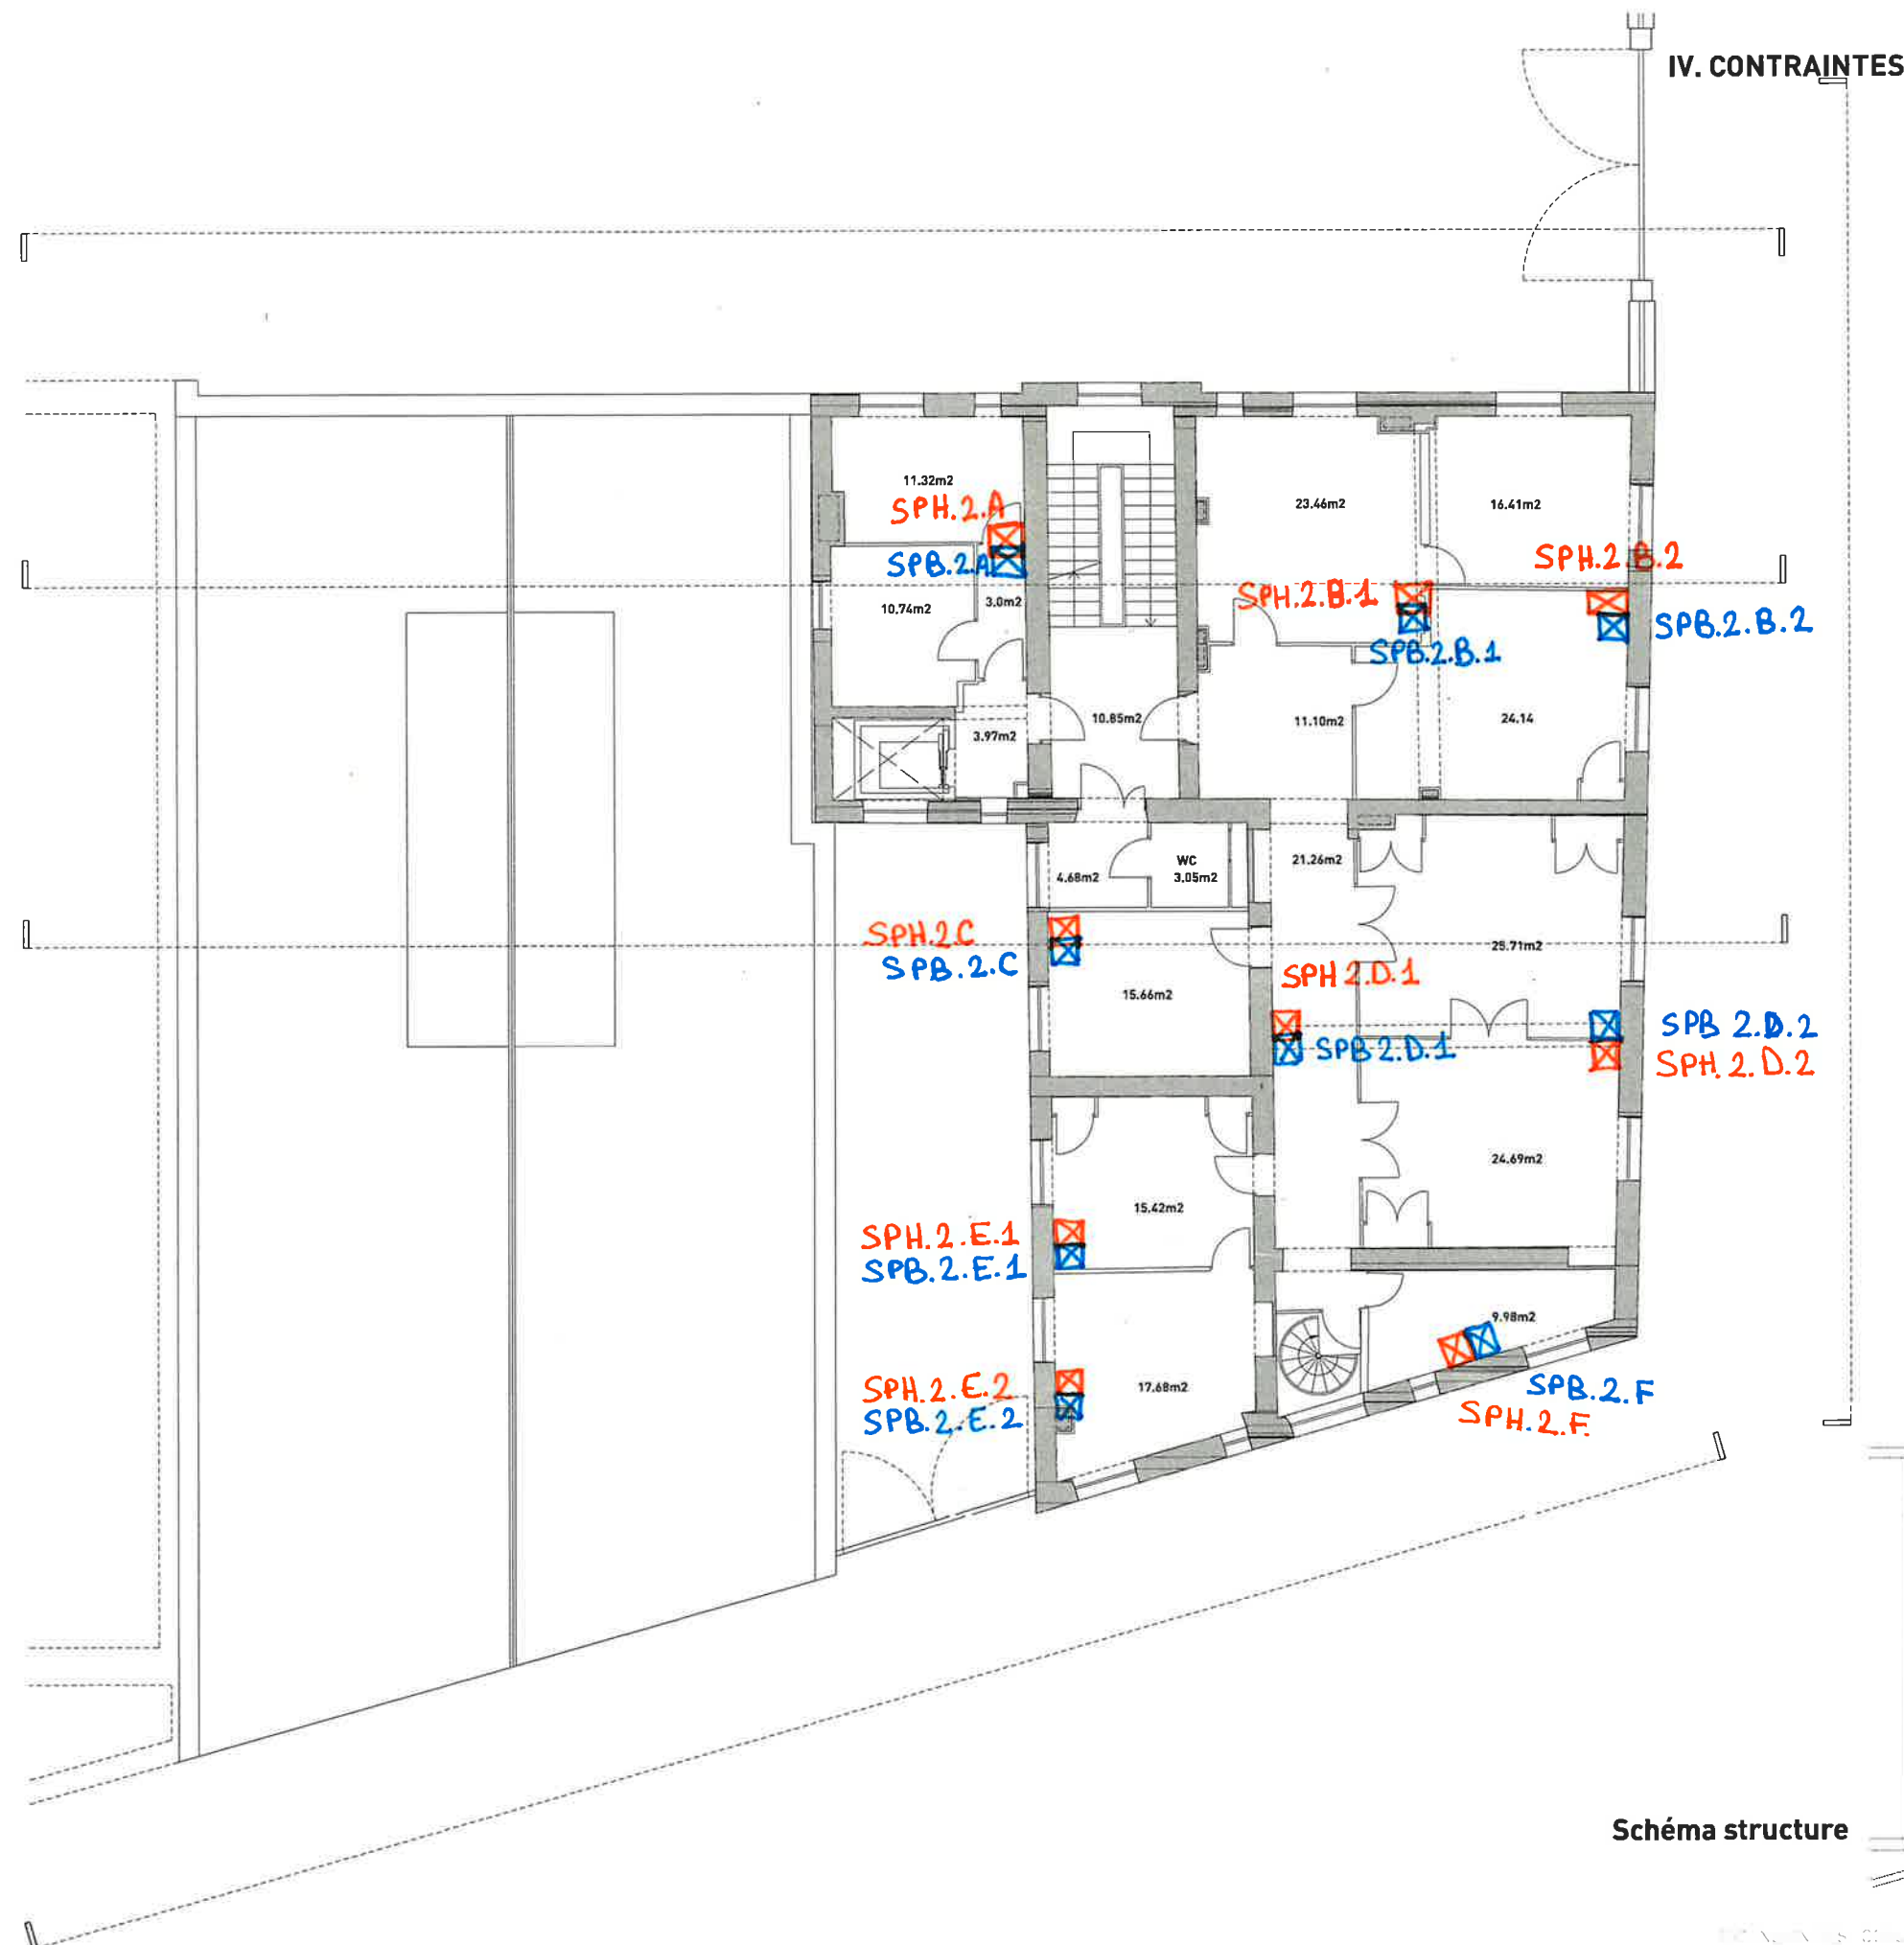 IV. CONTRAINTES
11.32m2
SPH.2.A
SPB.2.A
10.74m2
3.0m2
3.97m2
10.85m2
23.46m2
16.41m2
SPH.2.B.2
SPH.2.B.1
SPB.2.B.2
SPB.2.B.1
11.10m2
24.14
21.26m2
WC
3.05m2
4.68m2
SPH.2.C
SPB.2.C
15.66m2
25.71m2
SPH 2.D.1
SPB 2.D.1
SPB 2.D.2
SPH.2.D.2
24.69m2
15.42m2
SPH.2.E.1
SPB.2.E.1
9.98m2
SPH.2.E.2
SPB.2.E.2
17.68m2
SPB.2.F
SPH.2.F.
Schéma structure